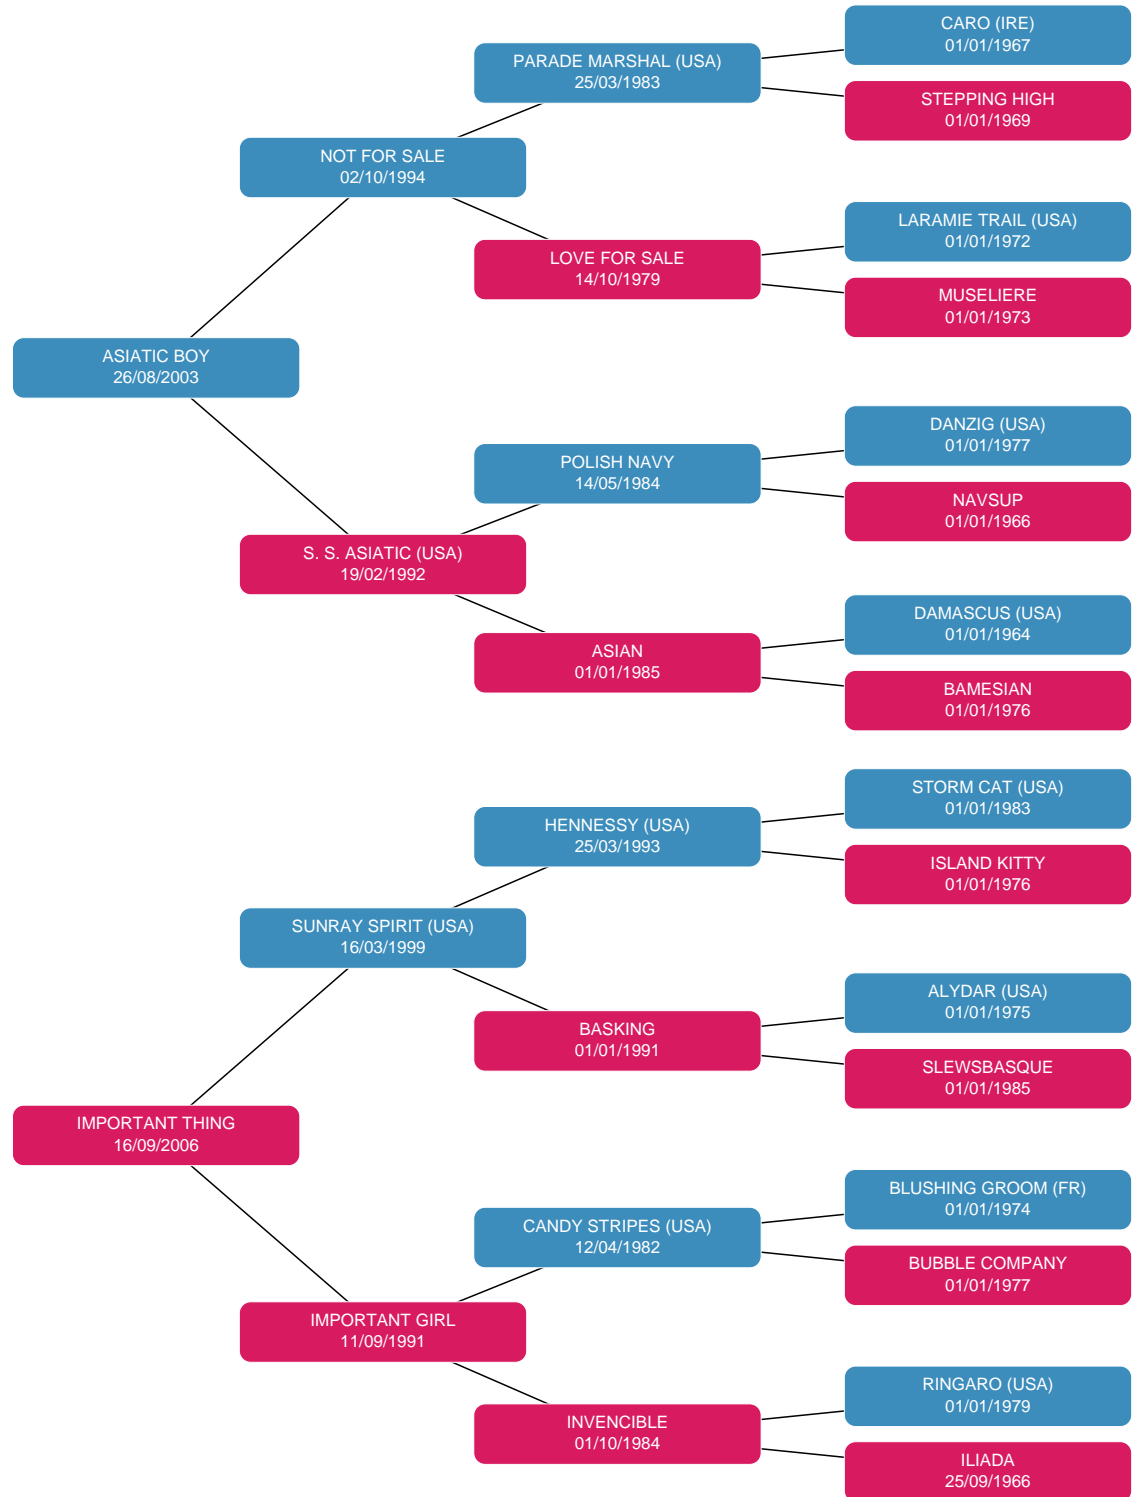 CARO (IRE)
01/01/1967
PARADE MARSHAL (USA)
25/03/1983
STEPPING HIGH
01/01/1969
NOT FOR SALE
02/10/1994
LARAMIE TRAIL (USA)
01/01/1972
LOVE FOR SALE
14/10/1979
MUSELIERE
01/01/1973
ASIATIC BOY
26/08/2003
DANZIG (USA)
01/01/1977
POLISH NAVY
14/05/1984
NAVSUP
01/01/1966
S. S. ASIATIC (USA)
19/02/1992
DAMASCUS (USA)
01/01/1964
ASIAN
01/01/1985
BAMESIAN
01/01/1976
STORM CAT (USA)
01/01/1983
HENNESSY (USA)
25/03/1993
ISLAND KITTY
01/01/1976
SUNRAY SPIRIT (USA)
16/03/1999
ALYDAR (USA)
01/01/1975
BASKING
01/01/1991
SLEWSBASQUE
01/01/1985
IMPORTANT THING
16/09/2006
BLUSHING GROOM (FR)
01/01/1974
CANDY STRIPES (USA)
12/04/1982
BUBBLE COMPANY
01/01/1977
IMPORTANT GIRL
11/09/1991
RINGARO (USA)
01/01/1979
INVENCIBLE
01/10/1984
ILIADA
25/09/1966